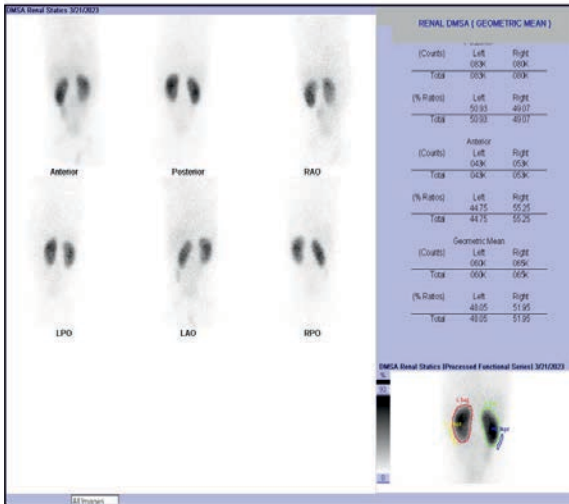 DMSA Renal Statics 3/21/2023
Anterior Posterior RAO
LPO LAO RPO
All Images
RENAL DMSA ( GEOMETRIC MEAN )
(Counts) Left Right
083K 080K
Total 083K 080K
(% Ratios) Left Right
50.93 49.07
Total 50.93 49.07
Anterior
(Counts) Left Right
043K 053K
Total 043K 053K
(% Ratios) Left Right
44.75 55.25
Total 44.75 55.25
Geometric Mean
(Counts) Left Right
060K 065K
Total 060K 065K
(% Ratios) Left Right
48.05 51.95
Total 48.05 51.95
DMSA Renal Statics [Processed Functional Series] 3/21/2023
%
0